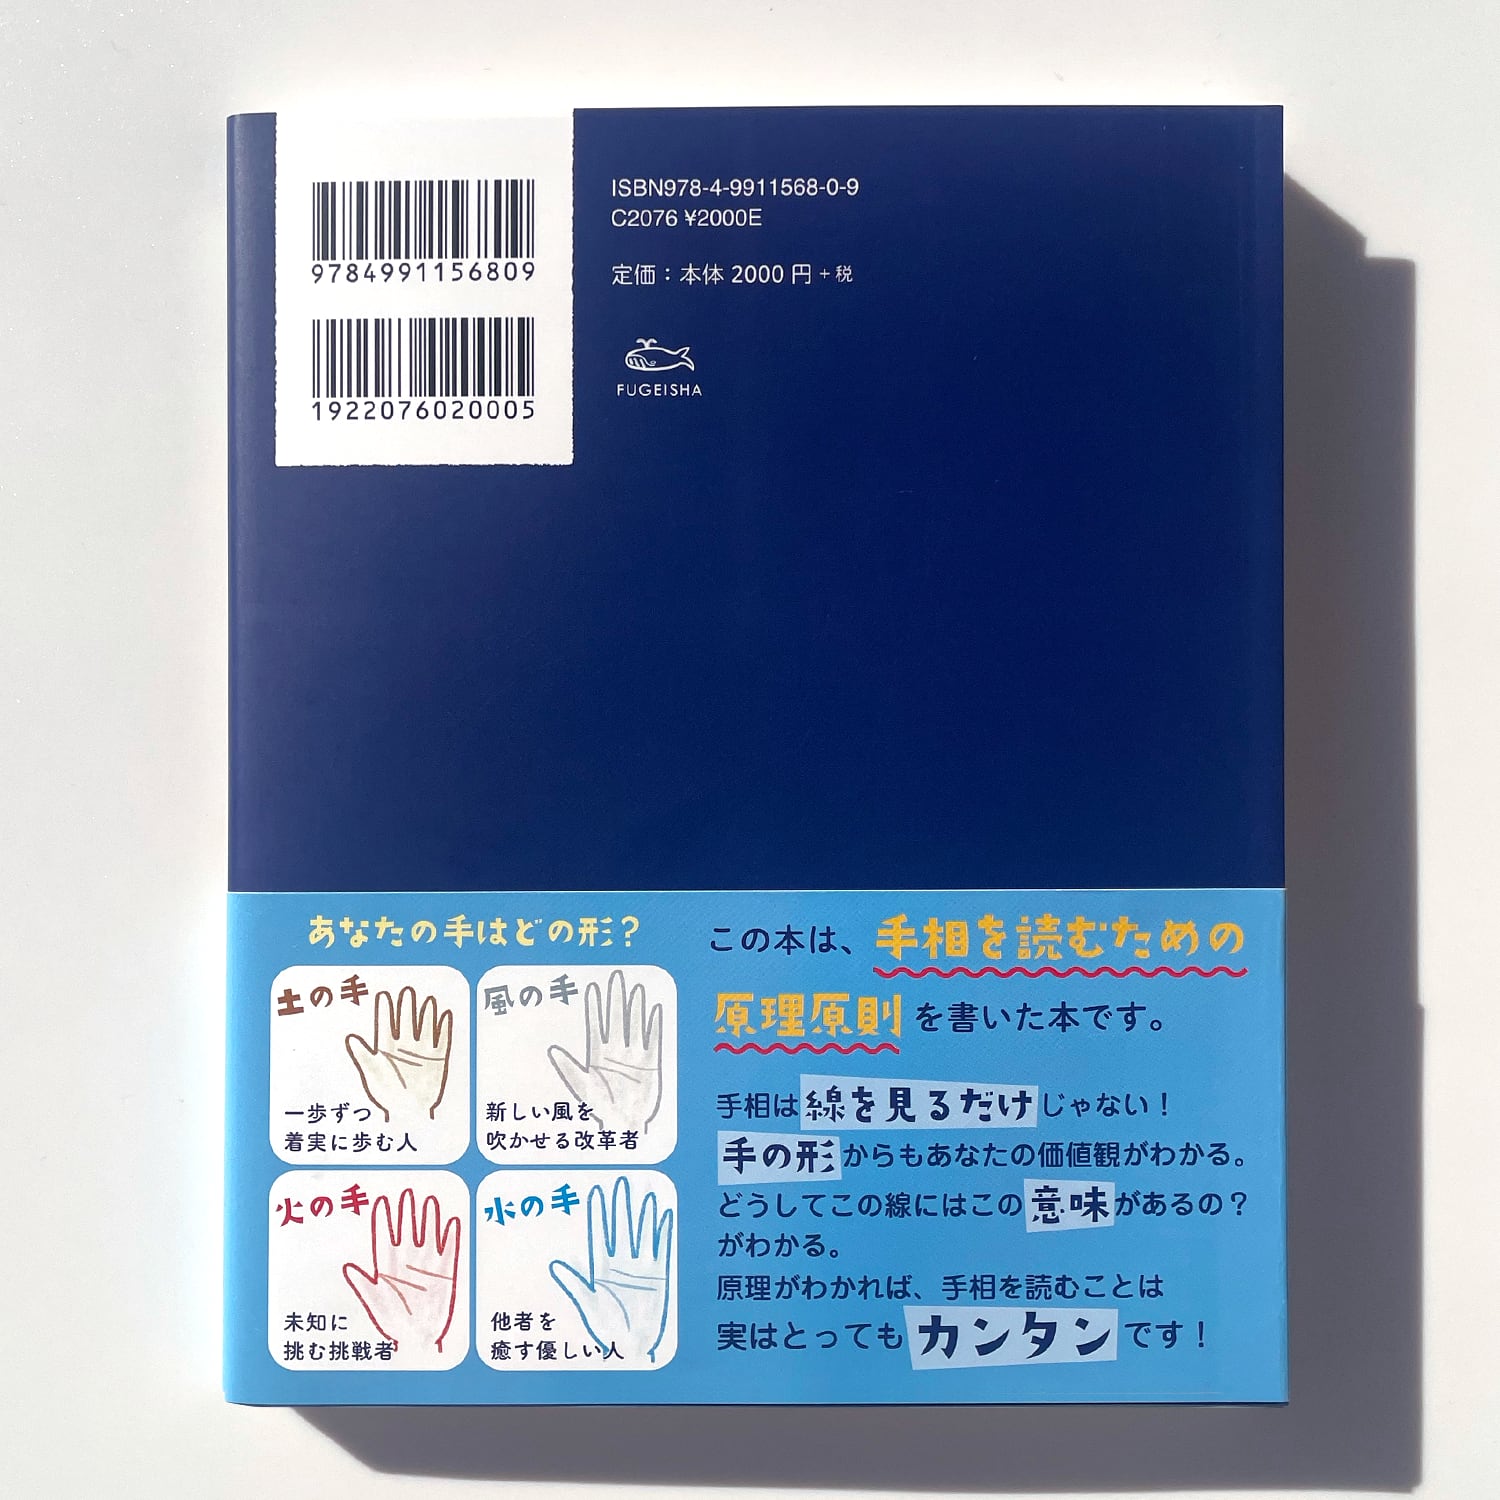 9784991156809
1922076020005
ISBN978-4-9911568-0-9
C2076 ¥2000E
定価：本体 2000 円 + 税
FUGEISHA
あなたの手はどの形？
土の手
一歩ずつ
着実に歩む人
風の手
新しい風を
吹かせる改革者
火の手
未知に
挑む挑戦者
水の手
他者を
癒す優しい人
この本は、手相を読むための
原理原則を書いた本です。
手相は線を見るだけじゃない！
手の形からもあなたの価値観がわかる。
どうしてこの線にはこの意味があるの？
がわかる。
原理がわかれば、手相を読むことは
実はとってもカンタンです！